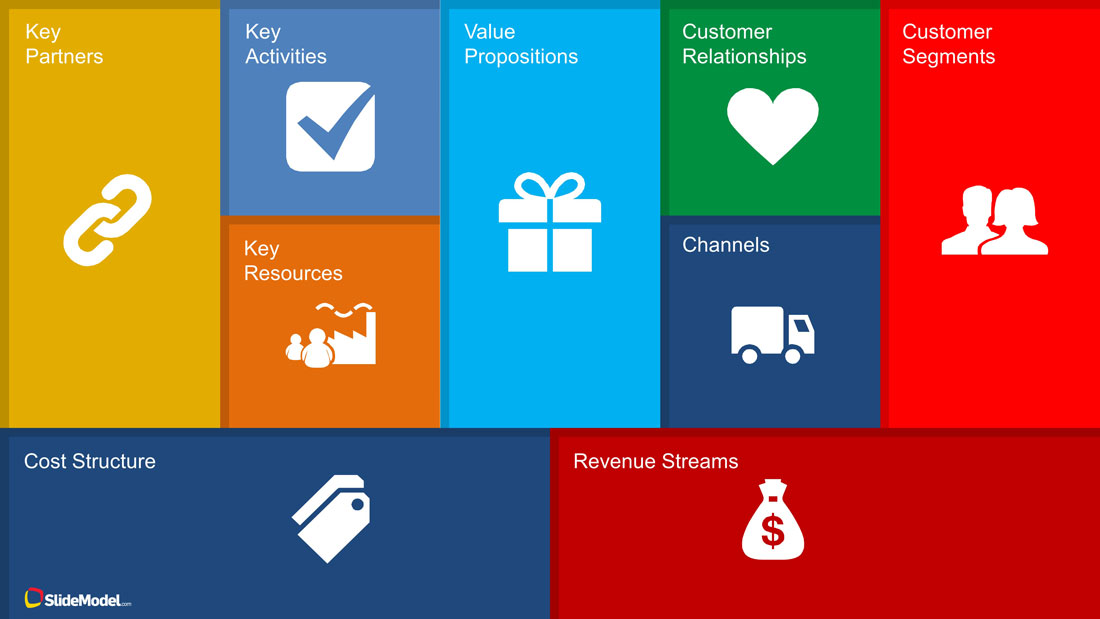 Key
Partners
Key
Activities
Value
Propositions
Customer
Relationships
Customer
Segments
Key
Resources
Channels
Cost Structure
Revenue Streams
$
SlideModel.com